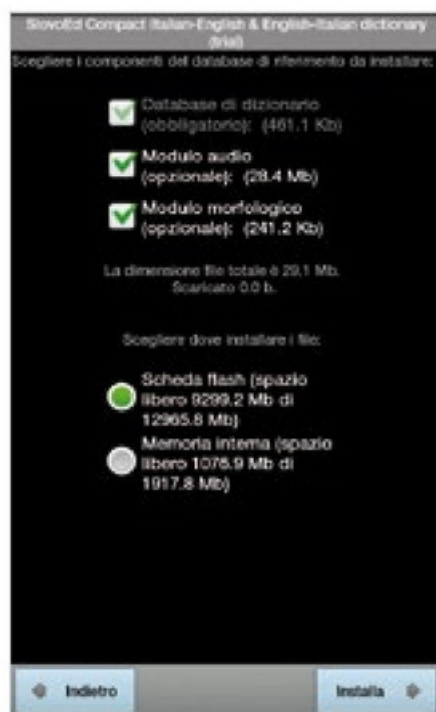 SlovoEd Compact Italian-English & English-Italian dictionary
(trial)
Scegliere i componenti del database di riferimento da installare:
Database di dizionario
(obbligatorio): (461.1 Kb)
Modulo audio
(opzionale): (28.4 Mb)
Modulo morfologico
(opzionale): (241.2 Kb)
La dimensione file totale è 29,1 Mb.
Scaricato 0.0 b.
Scegliere dove installare i file:
Scheda flash (spazio
libero 9299.2 Mb di
12965.8 Mb)
Memoria interna (spazio
libero 1076.9 Mb di
1917.8 Mb)
Indietro
Installa